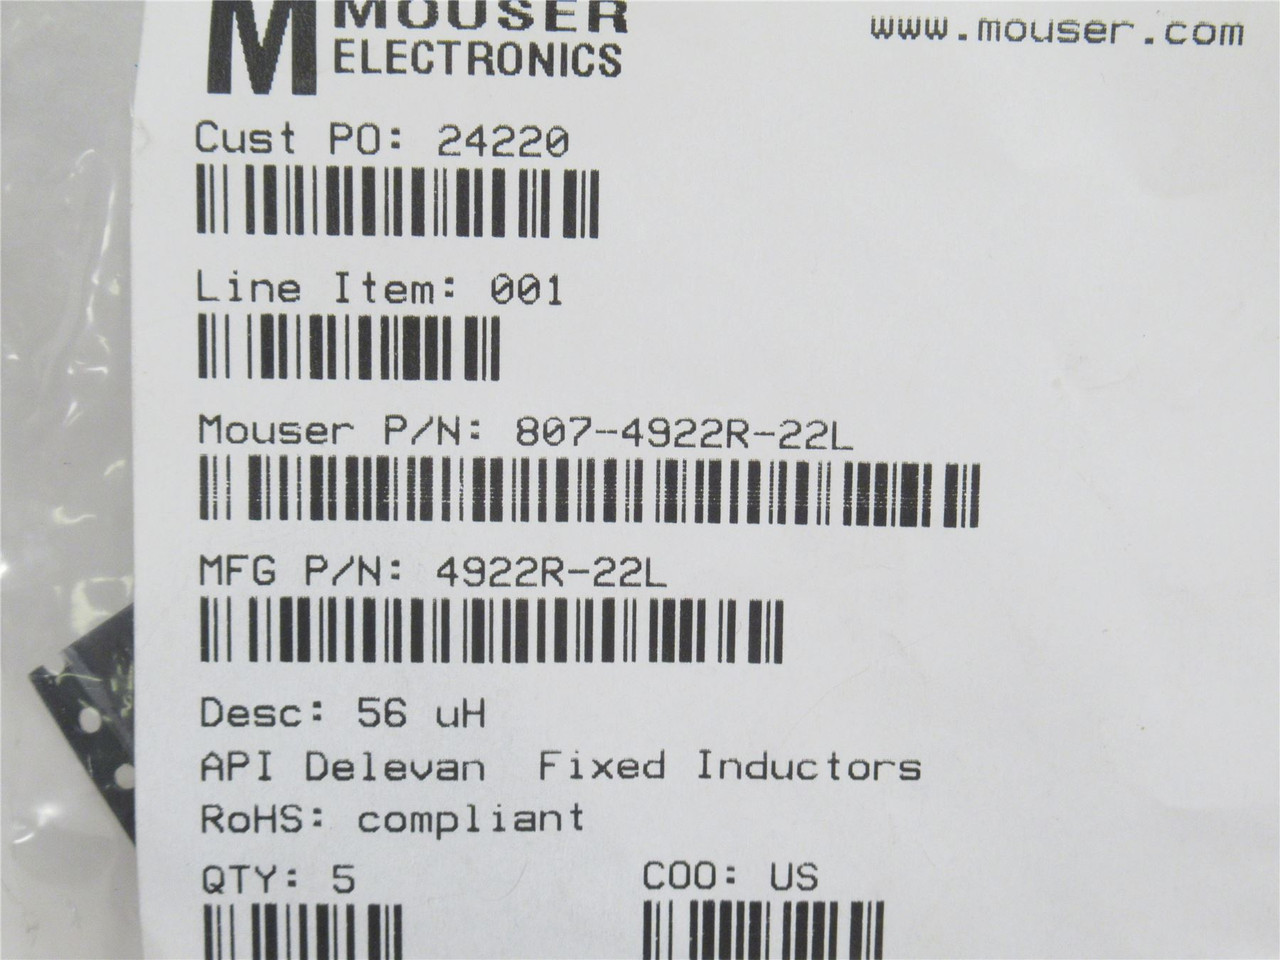 M MOUSER
ELECTRONICS
www.mouser.com
Cust PO: 24220
Line Item: 001
Mouser P/N: 807-4922R-22L
MFG P/N: 4922R-22L
Desc: 56 uH
API Delevan  Fixed Inductors
RoHS: compliant
QTY: 5
COO: US